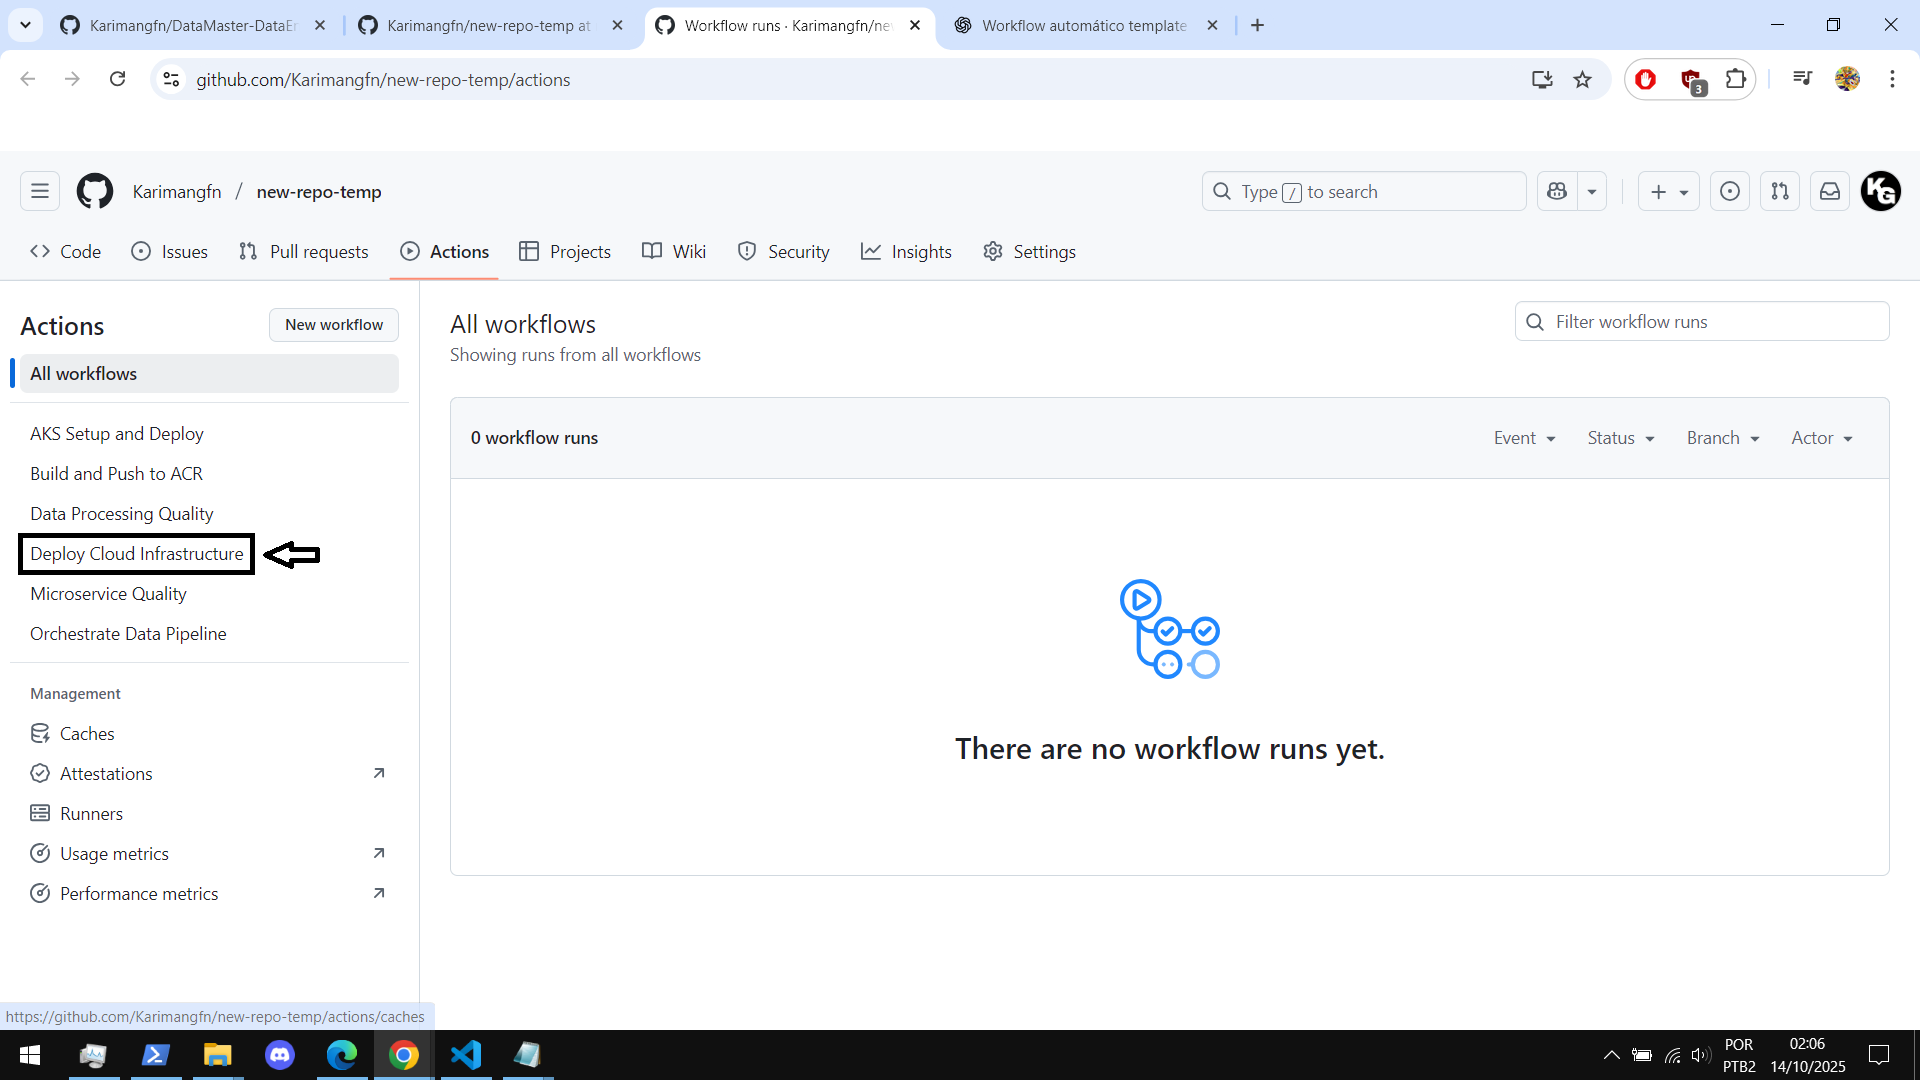 Karimangfn/DataMaster-DataEn
Karimangfn/new-repo-temp at
Workflow runs · Karimangfn/new
Workflow automático template
github.com/Karimangfn/new-repo-temp/actions
3
Karimangfn / new-repo-temp
Type / to search
KG
Code
Issues
Pull requests
Actions
Projects
Wiki
Security
Insights
Settings
Actions
New workflow
All workflows
AKS Setup and Deploy
Build and Push to ACR
Data Processing Quality
Deploy Cloud Infrastructure
Microservice Quality
Orchestrate Data Pipeline
Management
Caches
Attestations
Runners
Usage metrics
Performance metrics
All workflows
Showing runs from all workflows
Filter workflow runs
0 workflow runs
Event
Status
Branch
Actor
There are no workflow runs yet.
https://github.com/Karimangfn/new-repo-temp/actions/caches
POR
PTB2
02:06
14/10/2025